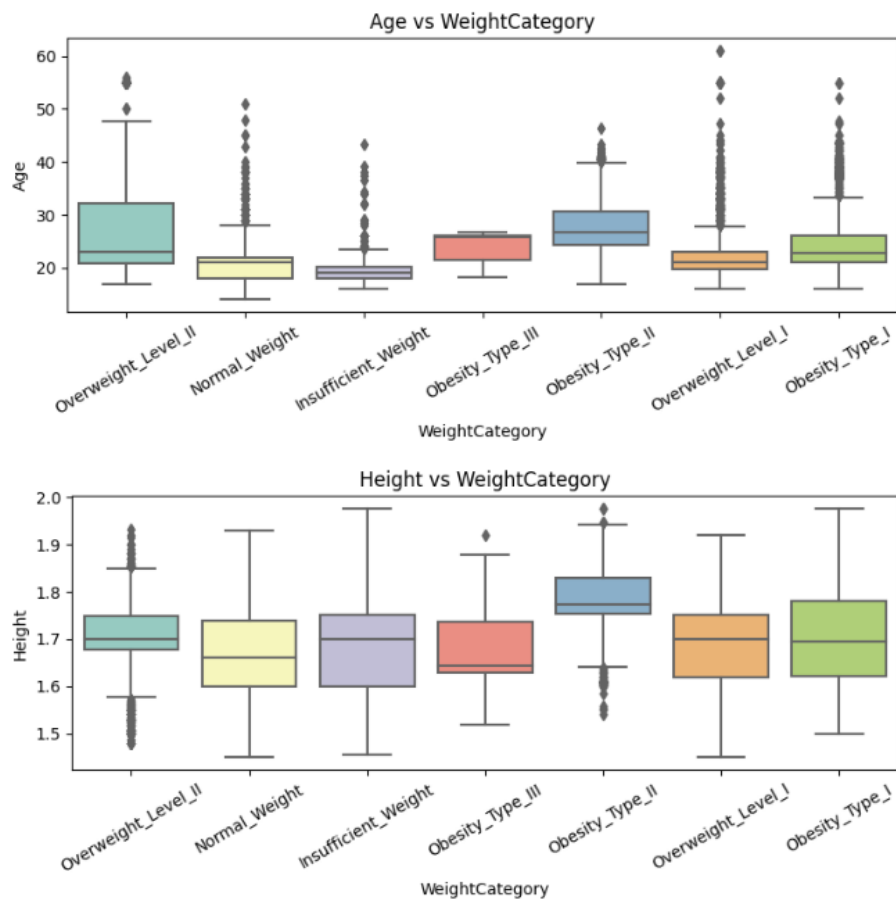 Age vs WeightCategory
60
50
40
30
20
Age
Overweight_Level_II
Normal_Weight
Insufficient_Weight
Obesity_Type_III
Obesity_Type_II
Overweight_Level_I
Obesity_Type_I
WeightCategory
Height vs WeightCategory
2.0
1.9
1.8
1.7
1.6
1.5
Height
Overweight_Level_II
Normal_Weight
Insufficient_Weight
Obesity_Type_III
Obesity_Type_II
Overweight_Level_I
Obesity_Type_I
WeightCategory